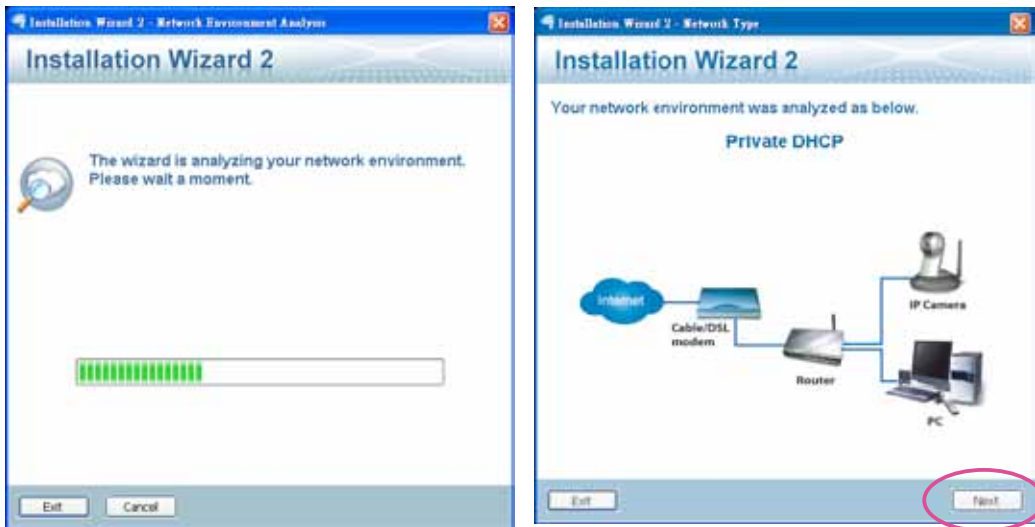 Installation Wizard 2 - Network Environment Analysis
Installation Wizard 2
The wizard is analyzing your network environment.
Please wait a moment.
Exit
Cancel
Installation Wizard 2 - Network Type
Installation Wizard 2
Your network environment was analyzed as below.
Private DHCP
Internet
Cable/DSL
modem
Router
IP Camera
PC
Exit
Next